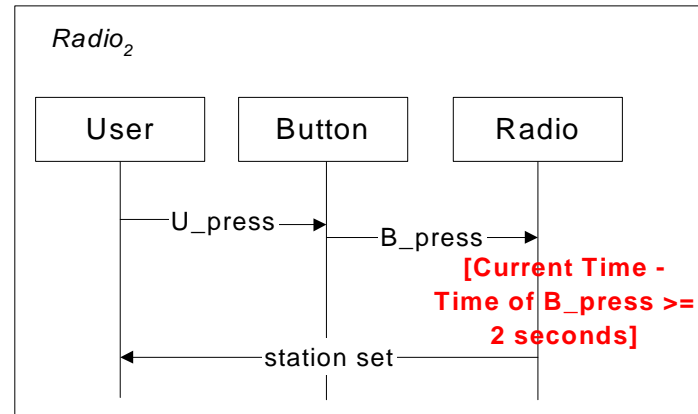 Radio2
User
Button
Radio
U_press
B_press
[Current Time -
Time of B_press >=
2 seconds]
station set